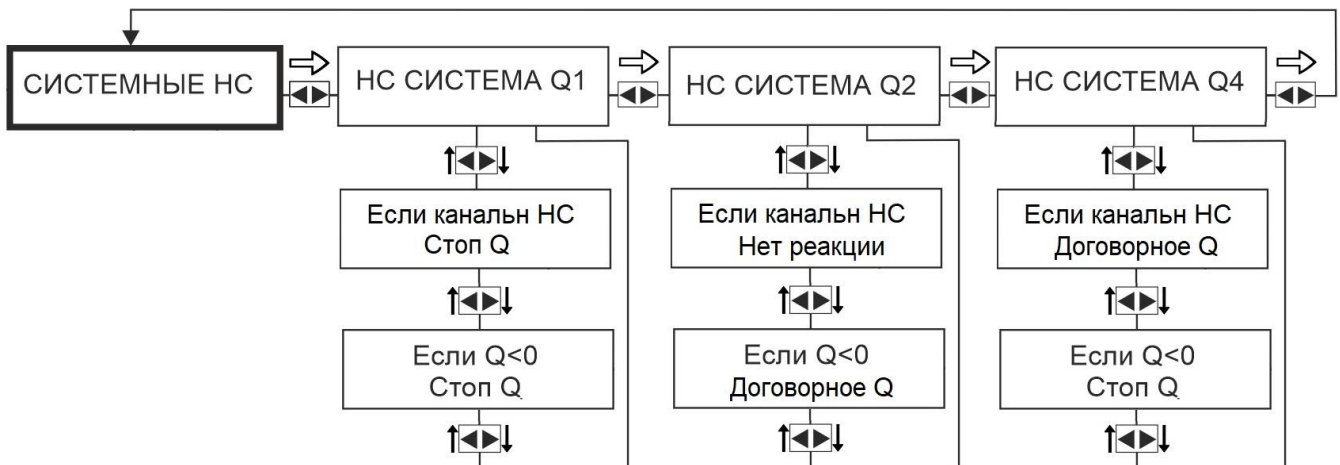 СИСТЕМНЫЕ НС
НС СИСТЕМА Q1
НС СИСТЕМА Q2
НС СИСТЕМА Q4
Если канальн НС
Стоп Q
Если канальн НС
Нет реакции
Если канальн НС
Договорное Q
Если Q<0
Стоп Q
Если Q<0
Договорное Q
Если Q<0
Стоп Q